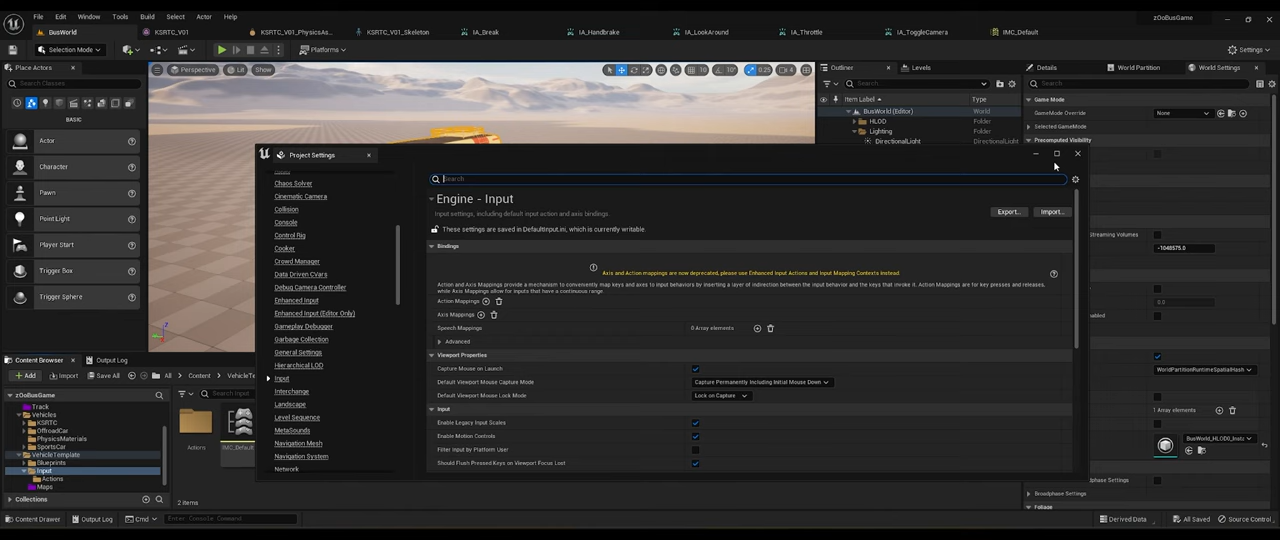 File Edit Window Tools Build Select Actor Help
zOoBusGame
BusWorld KSRTC_V01 KSRTC_V01_PhysicsAs... KSRTC_V01_Skeleton IA_Break IA_Handbrake IA_LookAround IA_Throttle IA_ToggleCamera IMC_Default
Selection Mode Platforms Settings
Place Actors
Search Classes
BASIC
Actor
Character
Pawn
Point Light
Player Start
Trigger Box
Trigger Sphere
Perspective Lit Show 10 10° 0.25 4
Outliner Levels
Search...
Item Label Type
BusWorld (Editor) World
HLOD Folder
Lighting Folder
DirectionalLight DirectionalLight
Details World Partition World Settings
Search
Game Mode
GameMode Override None
Selected GameMode
Precomputed Visibility
Streaming Volumes
-1048575.0
0.0
WorldPartitionRuntimeSpatialHash
1 Array elements
BusWorld_HLOD0_Insta
Foliage
Project Settings
Chaos Solver
Cinematic Camera
Collision
Console
Control Rig
Cooker
Crowd Manager
Data Driven CVars
Debug Camera Controller
Enhanced Input
Enhanced Input (Editor Only)
Gameplay Debugger
Garbage Collection
General Settings
Hierarchical LOD
Input
Interchange
Landscape
Level Sequence
MetaSounds
Navigation Mesh
Navigation System
Network
Search
Engine - Input
Input settings, including default input action and axis bindings.
Export... Import...
These settings are saved in DefaultInput.ini, which is currently writable.
Bindings
Axis and Action mappings are now deprecated, please use Enhanced Input Actions and Input Mapping Contexts instead.
Action and Axis Mappings provide a mechanism to conveniently map keys and axes to input behaviors by inserting a layer of indirection between the input behavior and the keys that invoke it. Action Mappings are for key presses and releases,
while Axis Mappings allow for inputs that have a continuous range.
Action Mappings
Axis Mappings
Speech Mappings 0 Array elements
Advanced
Viewport Properties
Capture Mouse on Launch
Default Viewport Mouse Capture Mode Capture Permanently Including Initial Mouse Down
Default Viewport Mouse Lock Mode Lock on Capture
Input
Enable Legacy Input Scales
Enable Motion Controls
Filter Input by Platform User
Should Flush Pressed Keys on Viewport Focus Lost
Content Browser Output Log
Add Import Save All All Content VehicleTe
zOoBusGame
Track
Vehicles
KSRTC
OffroadCar
PhysicsMaterials
SportsCar
VehicleTemplate
Blueprints
Input
Actions
Maps
Collections
Search Input
Actions
IMC_Default
2 items
Content Drawer Output Log Cmd Enter Console Command
Derived Data All Saved Source Control